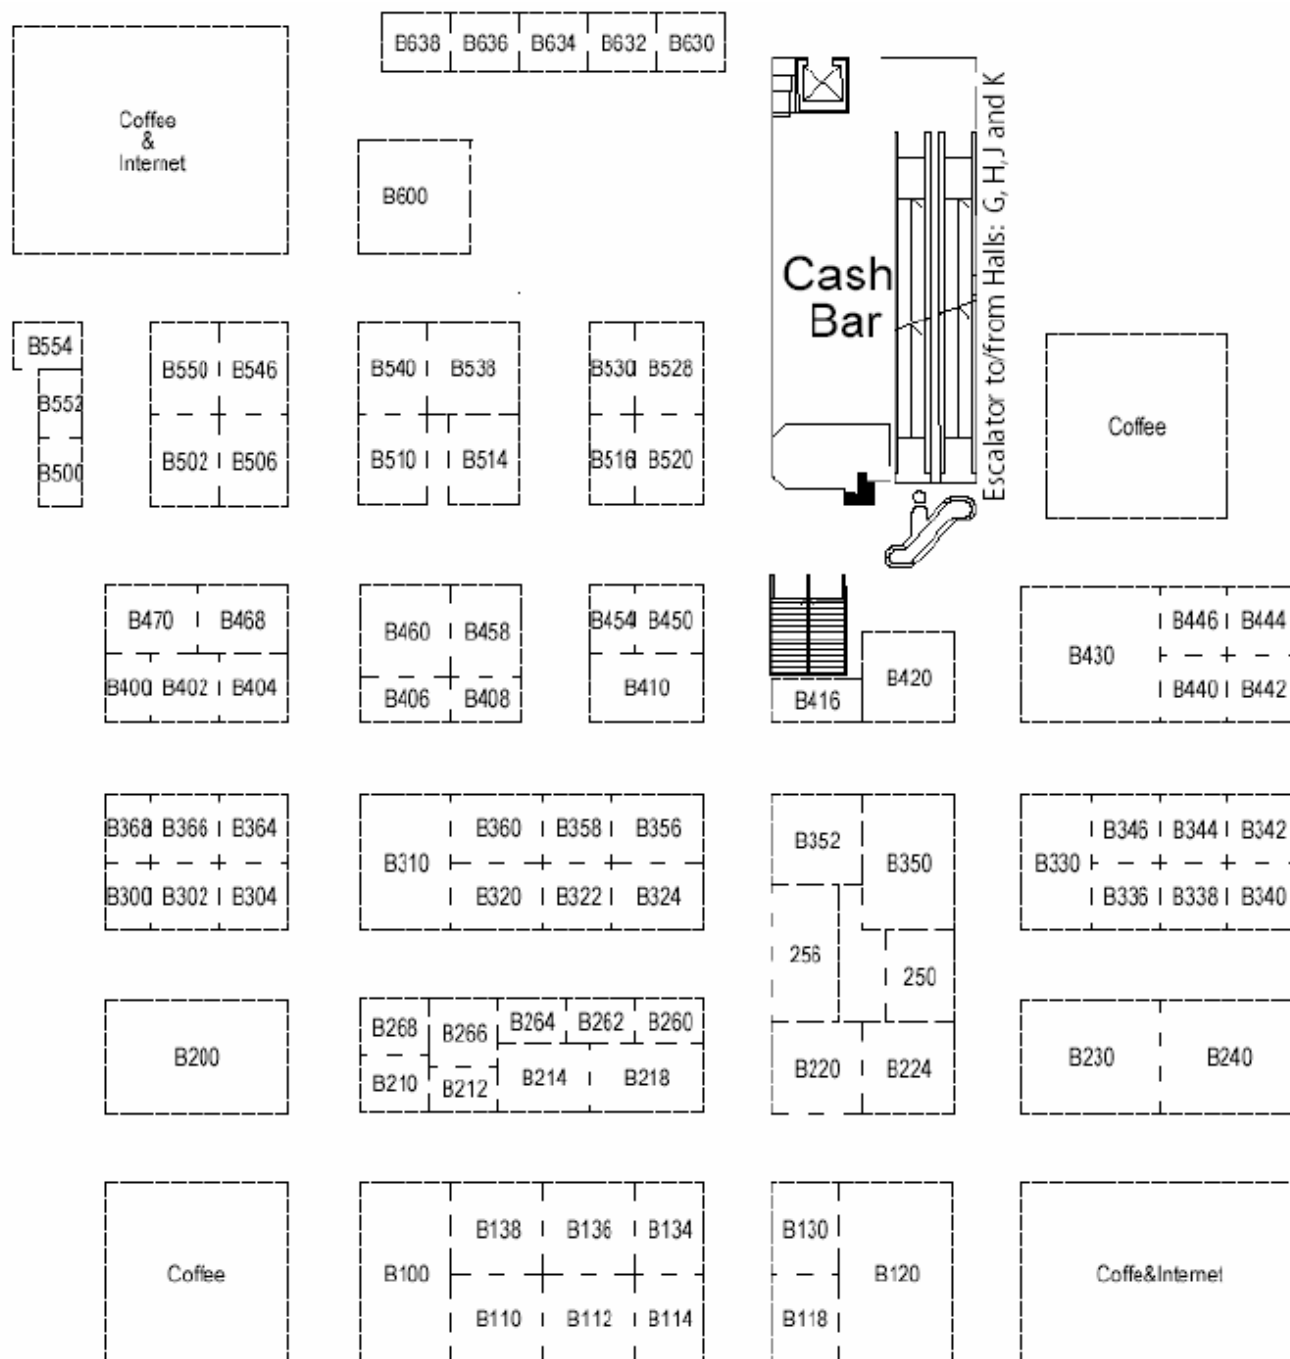 B638 B636 B634 B632 B630
Coffee
&
Internet
B600
Cash
Bar
Escalator to/from Halls: G, H, J and K
B554
B552
B500
B550 B546
B502 B506
B540 B538
B510 B514
B530 B528
B516 B520
Coffee
B470 B468
B400 B402 B404
B460 B458
B406 B408
B454 B450
B410
B420
B416
B430
B446 B444
B440 B442
B368 B366 B364
B300 B302 B304
B310
B360 B358 B356
B320 B322 B324
B352
B350
256
250
B330
B346 B344 B342
B336 B338 B340
B200
B268 B266 B264 B262 B260
B210 B212 B214 B218
B220 B224
B230 B240
Coffee
B100
B138 B136 B134
B110 B112 B114
B130
B118
B120
Coffe&Internet